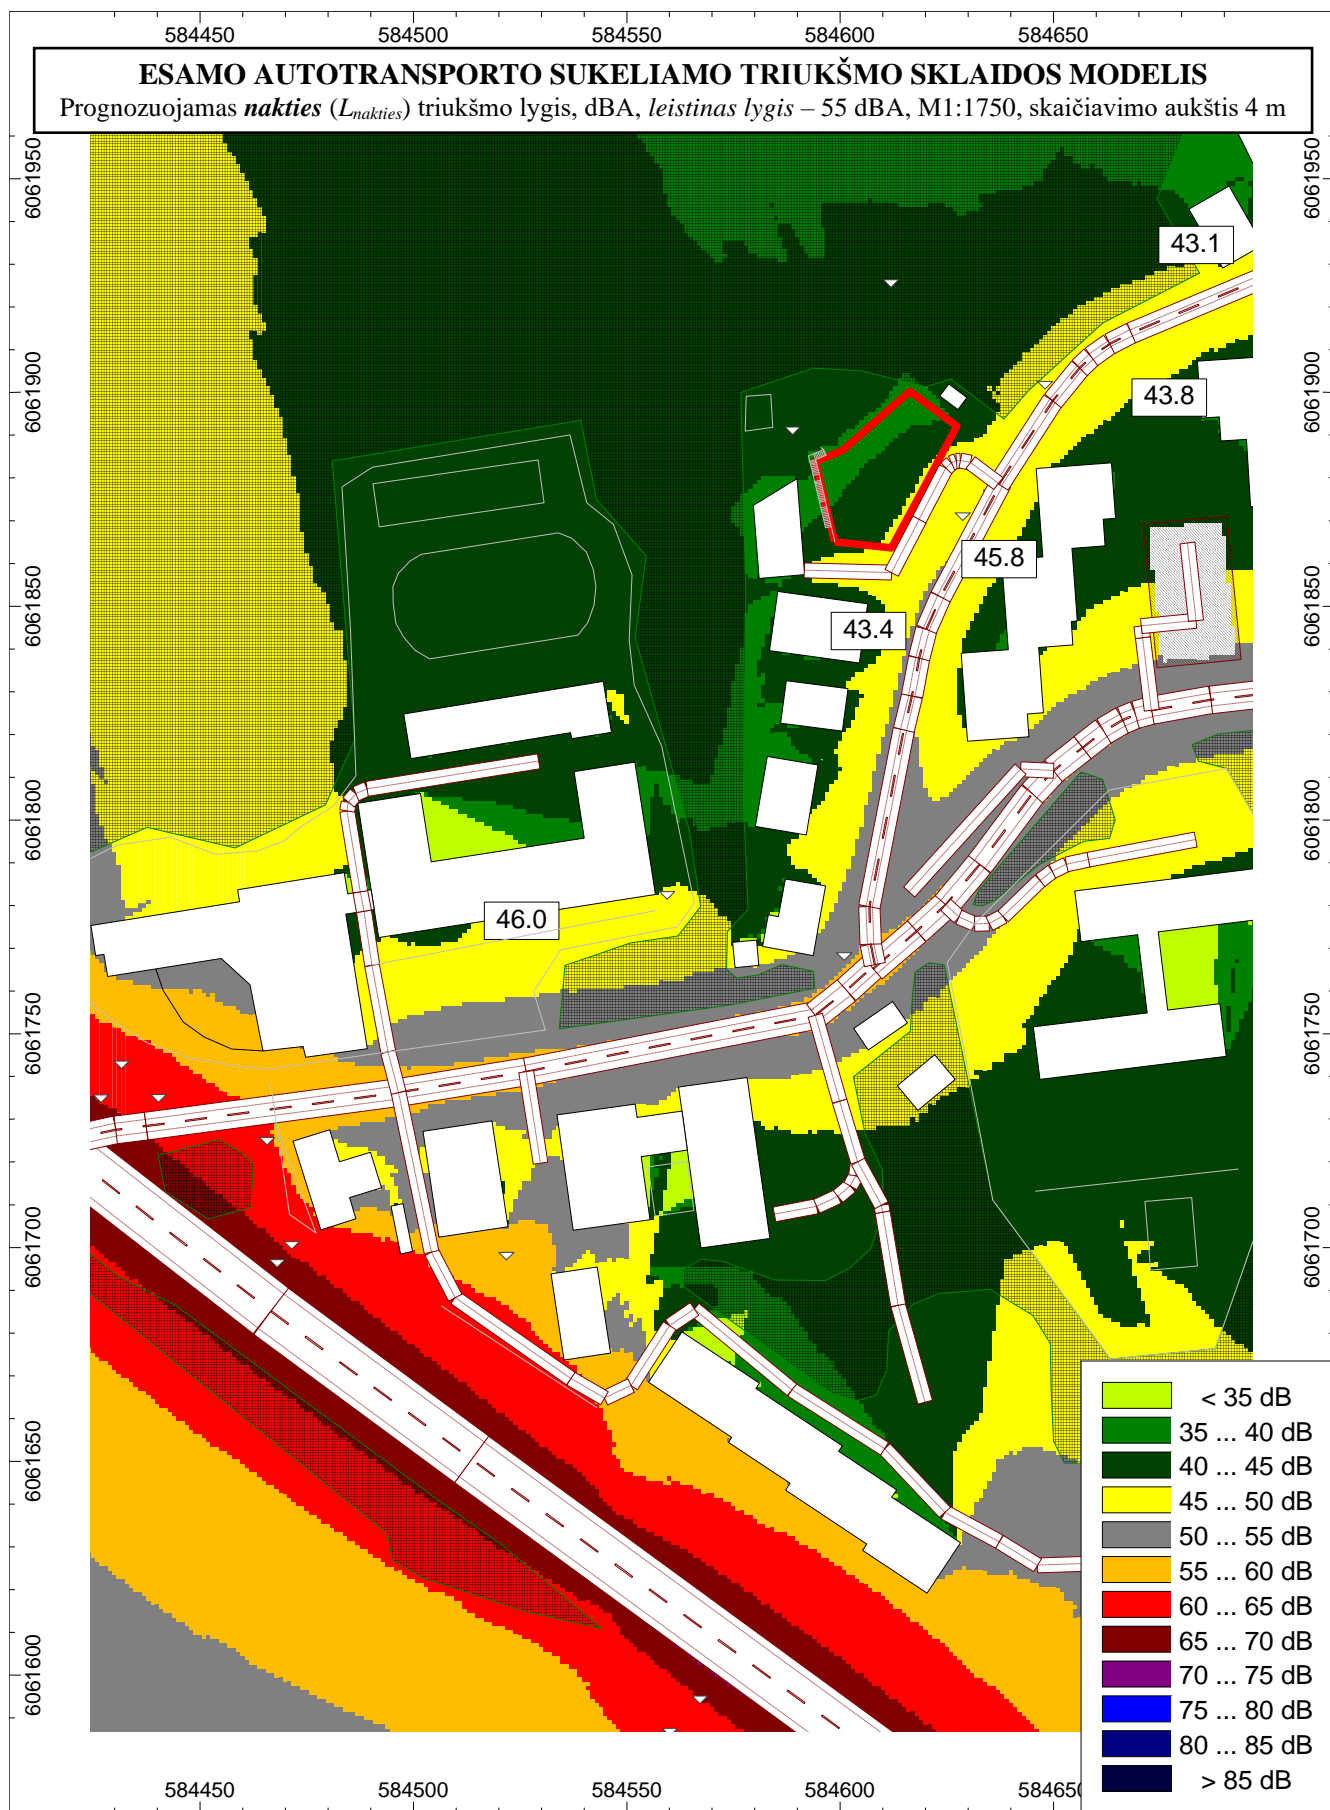 584450 584500 584550 584600 584650
ESAMO AUTOTRANSPORTO SUKELIAMO TRIUKŠMO SKLAIDOS MODELIS
Prognozuojamas nakties (Lnakties) triukšmo lygis, dBA, leistinas lygis – 55 dBA, M1:1750, skaičiavimo aukštis 4 m
6061950 6061950
43.1
6061900 6061900
43.8
45.8
6061850 6061850
43.4
6061800 6061800
46.0
6061750 6061750
6061700 6061700
6061650
6061600
< 35 dB
35 ... 40 dB
40 ... 45 dB
45 ... 50 dB
50 ... 55 dB
55 ... 60 dB
60 ... 65 dB
65 ... 70 dB
70 ... 75 dB
75 ... 80 dB
80 ... 85 dB
> 85 dB
584450 584500 584550 584600 58465